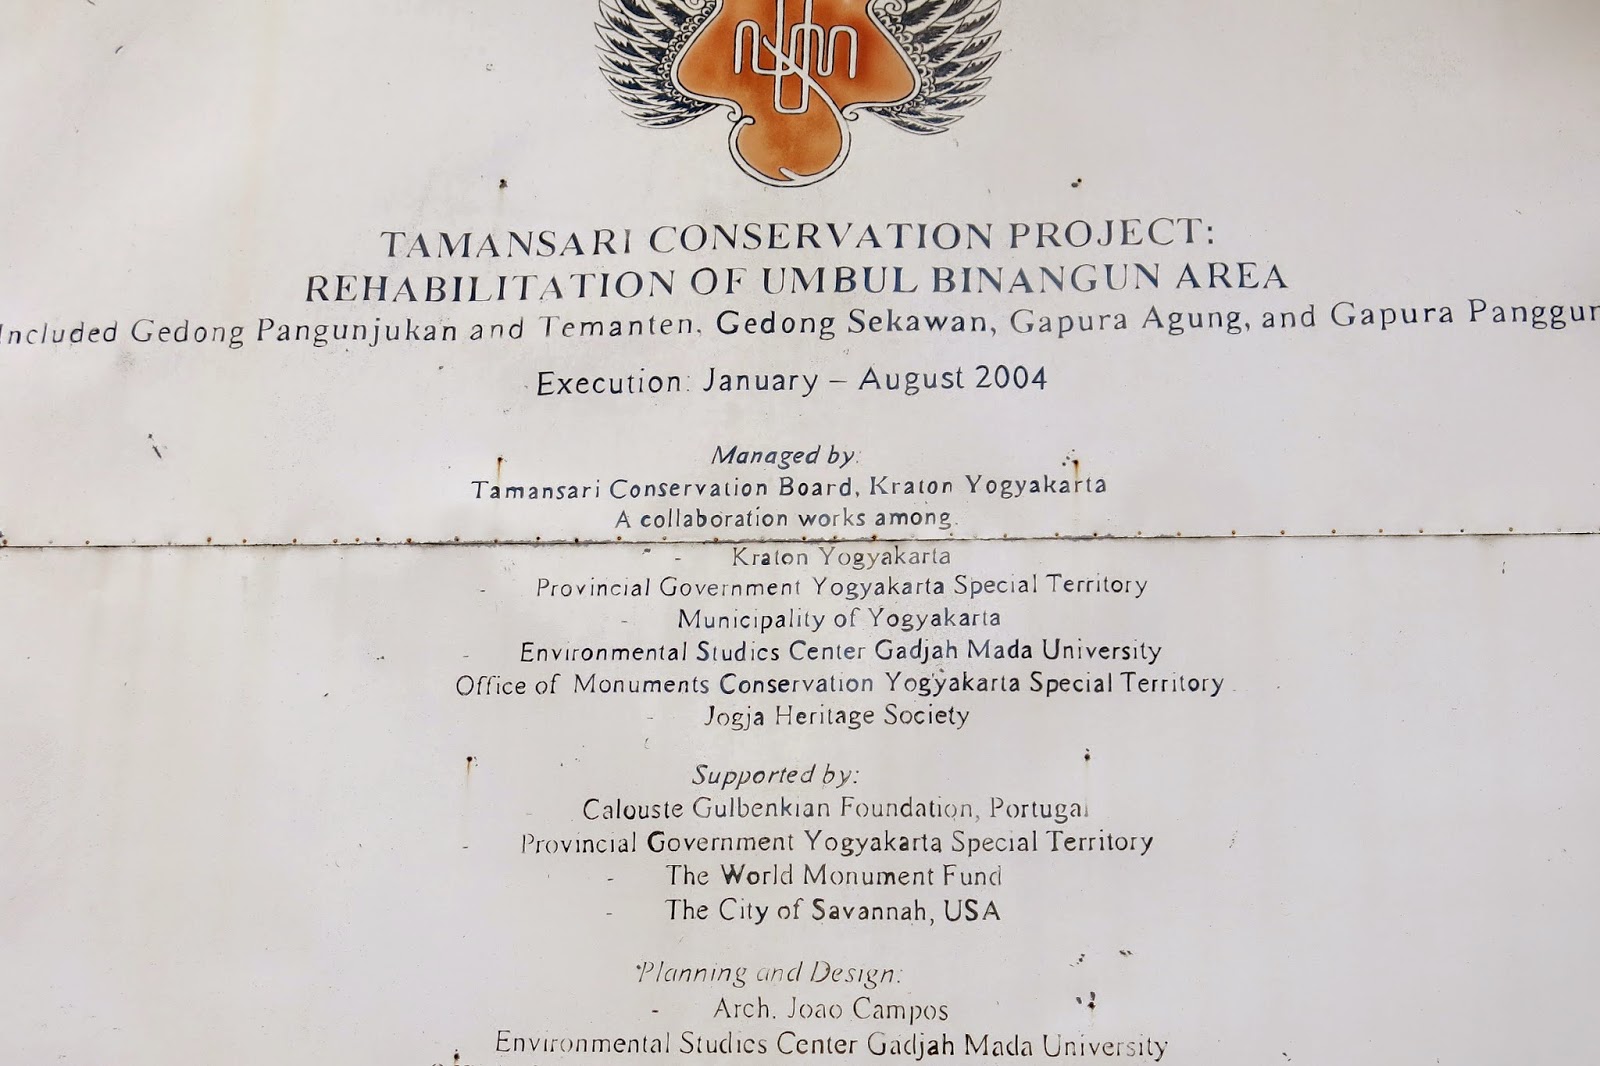 TAMANSARI CONSERVATION PROJECT:
REHABILITATION OF UMBUL BINANGUN AREA
Included Gedong Pangunjukan and Temanten, Gedong Sekawan, Gapura Agung, and Gapura Panggun
Execution: January – August 2004
Managed by:
Tamansari Conservation Board, Kraton Yogyakarta
A collaboration works among:
- Kraton Yogyakarta
- Provincial Government Yogyakarta Special Territory
- Municipality of Yogyakarta
- Environmental Studies Center Gadjah Mada University
Office of Monuments Conservation Yogyakarta Special Territory
- Jogja Heritage Society
Supported by:
- Calouste Gulbenkian Foundation, Portugal
- Provincial Government Yogyakarta Special Territory
- The World Monument Fund
- The City of Savannah, USA
Planning and Design:
- Arch. Joao Campos
Environmental Studies Center Gadjah Mada University